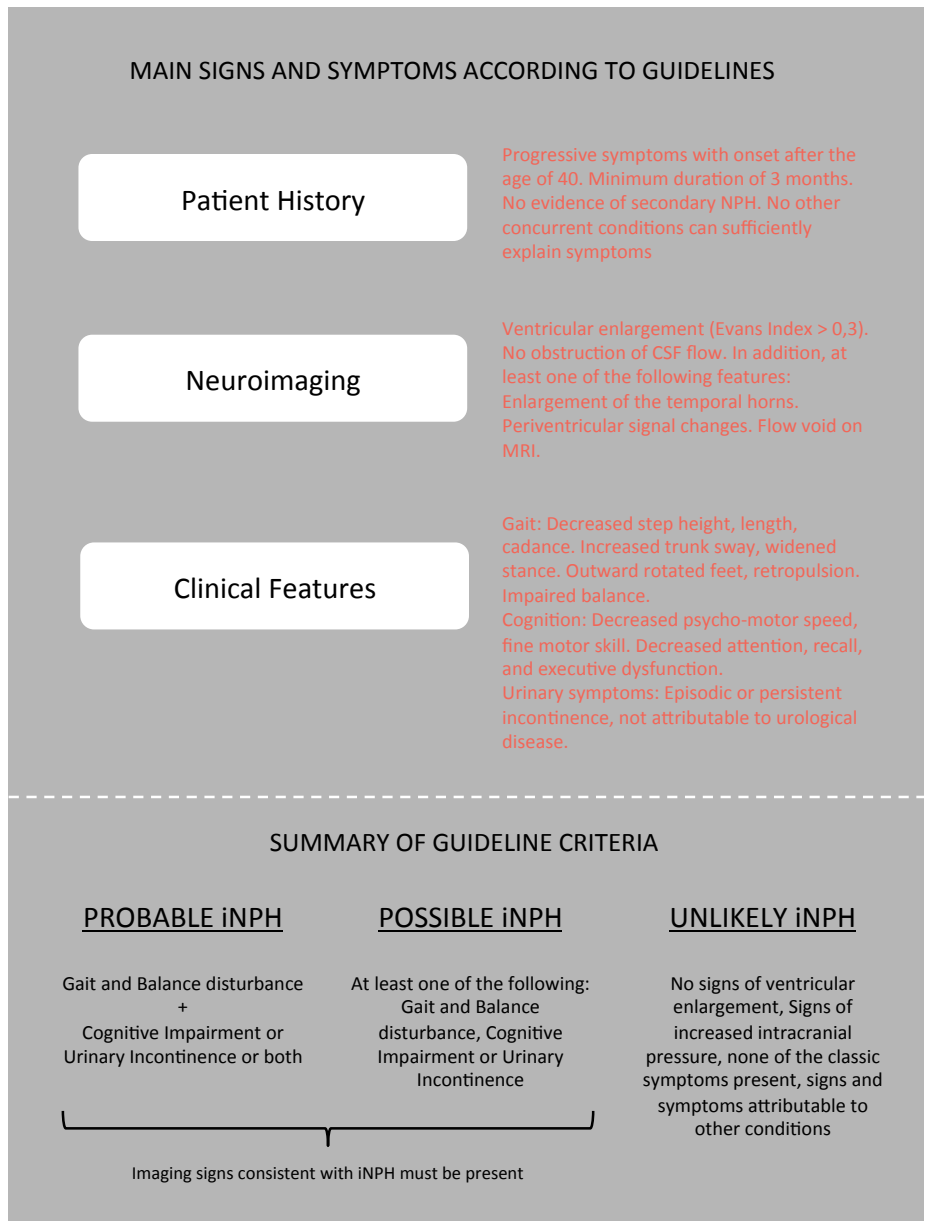 MAIN SIGNS AND SYMPTOMS ACCORDING TO GUIDELINES
Patient History
Progressive symptoms with onset after the
age of 40. Minimum duration of 3 months.
No evidence of secondary NPH. No other
concurrent conditions can sufficiently
explain symptoms
Neuroimaging
Ventricular enlargement (Evans Index > 0,3).
No obstruction of CSF flow. In addition, at
least one of the following features:
Enlargement of the temporal horns.
Periventricular signal changes. Flow void on
MRI.
Clinical Features
Gait: Decreased step height, length,
cadance. Increased trunk sway, widened
stance. Outward rotated feet, retropulsion.
Impaired balance.
Cognition: Decreased psycho-motor speed,
fine motor skill. Decreased attention, recall,
and executive dysfunction.
Urinary symptoms: Episodic or persistent
incontinence, not attributable to urological
disease.
SUMMARY OF GUIDELINE CRITERIA
PROBABLE iNPH
Gait and Balance disturbance
+
Cognitive Impairment or
Urinary Incontinence or both
POSSIBLE iNPH
At least one of the following:
Gait and Balance
disturbance, Cognitive
Impairment or Urinary
Incontinence
UNLIKELY iNPH
No signs of ventricular
enlargement, Signs of
increased intracranial
pressure, none of the classic
symptoms present, signs and
symptoms attributable to
other conditions
Imaging signs consistent with iNPH must be present